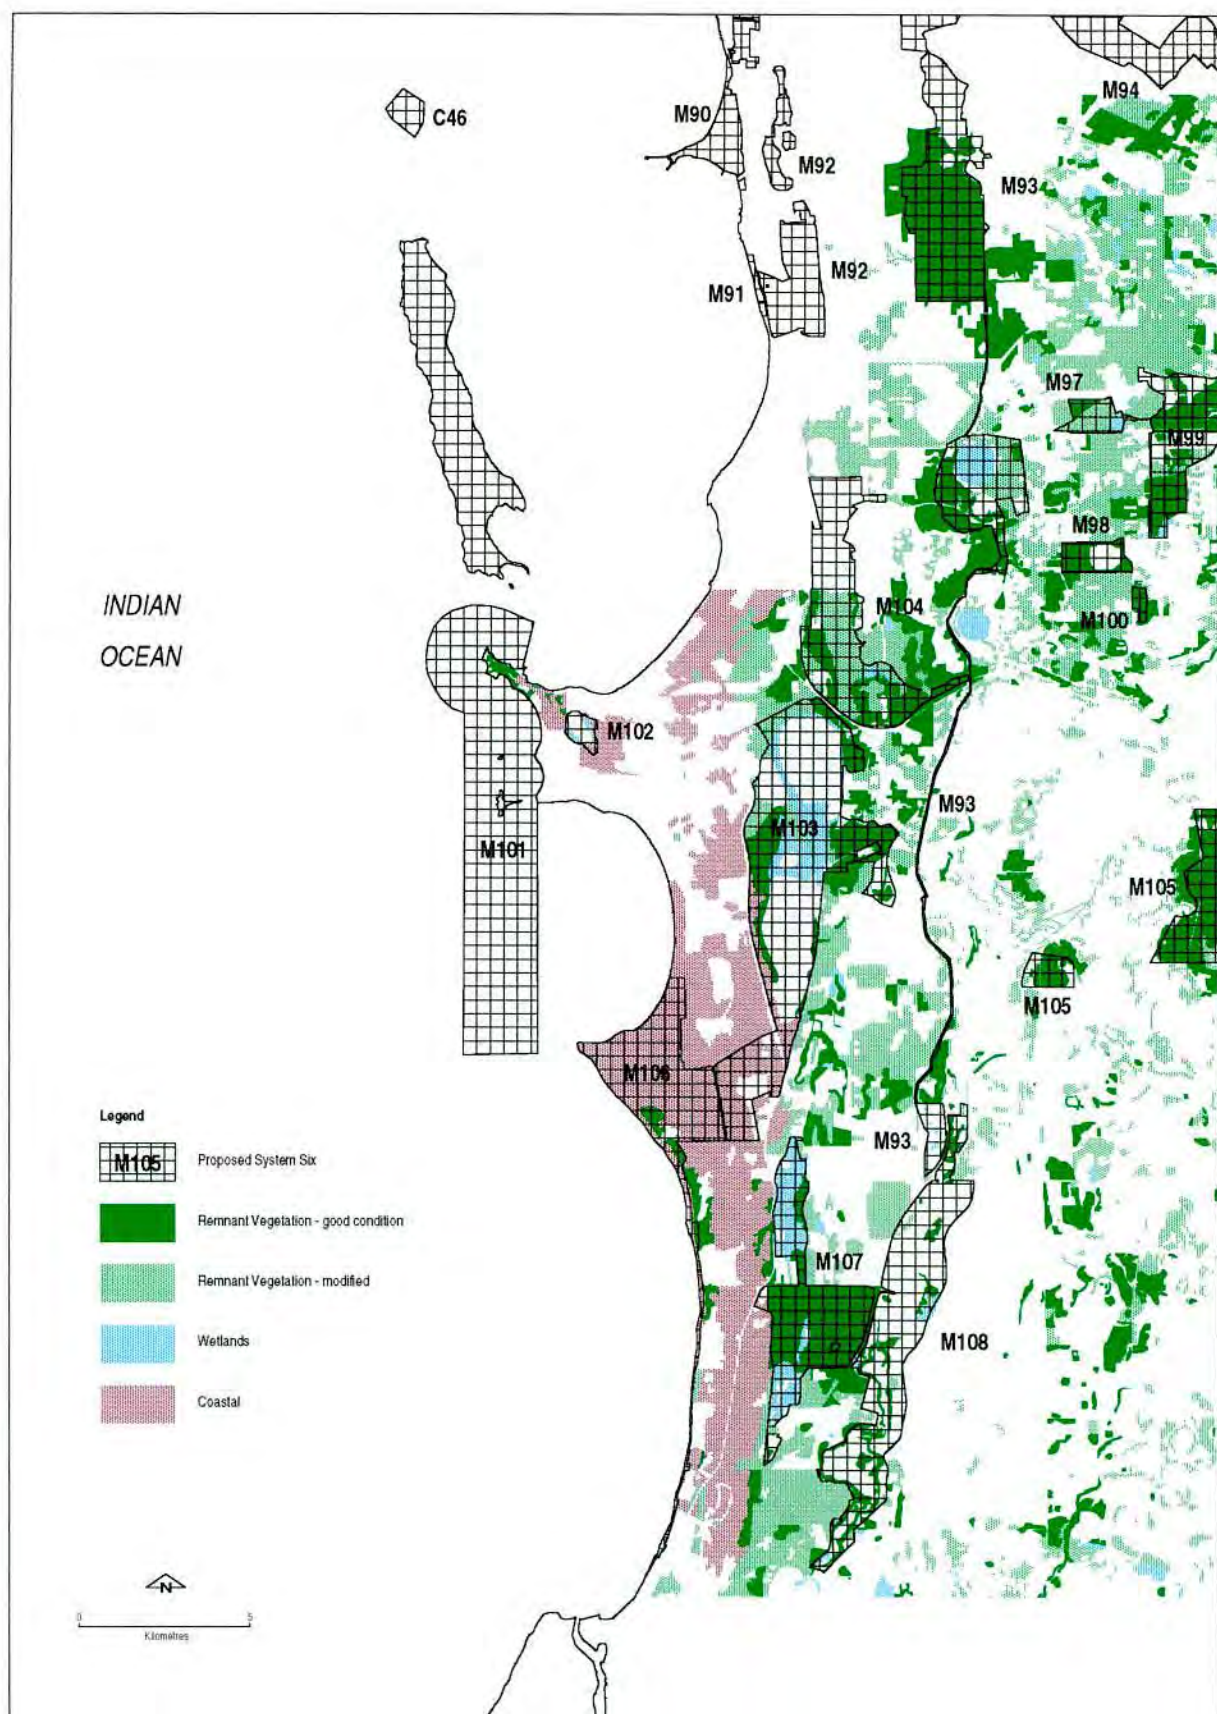 C46
M90
M94
M92
M93
M92
M91
M97
M99
M98
M104
M100
INDIAN
OCEAN
M102
M93
M103
M101
M105
M105
M106
Legend
M105 Proposed System Six
M93
Remnant Vegetation - good condition
M107
Remnant Vegetation - modified
Wetlands
M108
Coastal
N
0 5
Kilometres